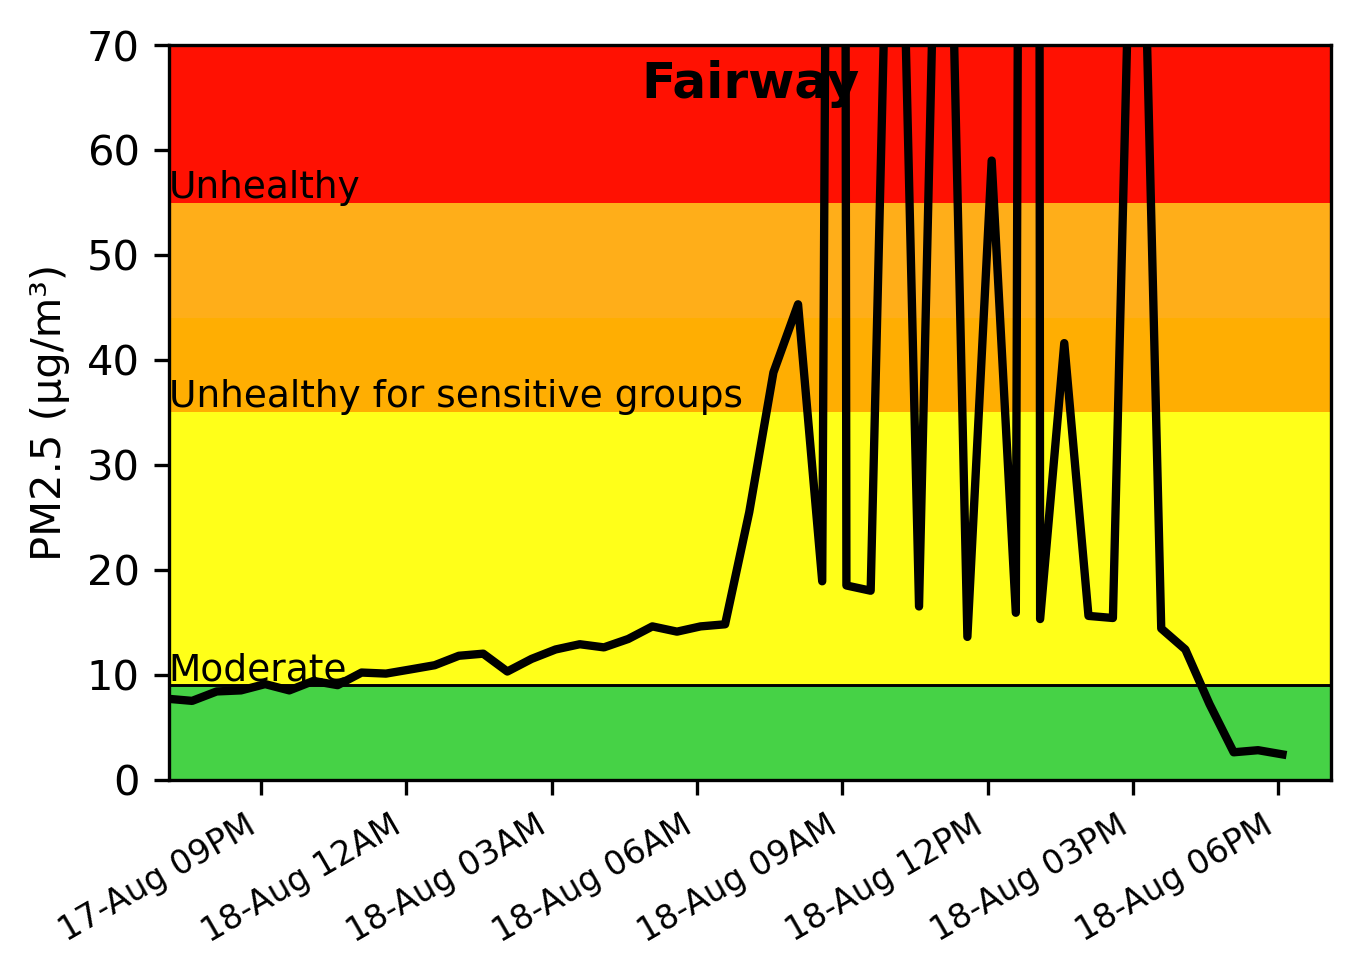 Fairway
PM2.5 (µg/m³)
70
60
50
40
30
20
10
0
Unhealthy
Unhealthy for sensitive groups
Moderate
17-Aug 09PM
18-Aug 12AM
18-Aug 03AM
18-Aug 06AM
18-Aug 09AM
18-Aug 12PM
18-Aug 03PM
18-Aug 06PM